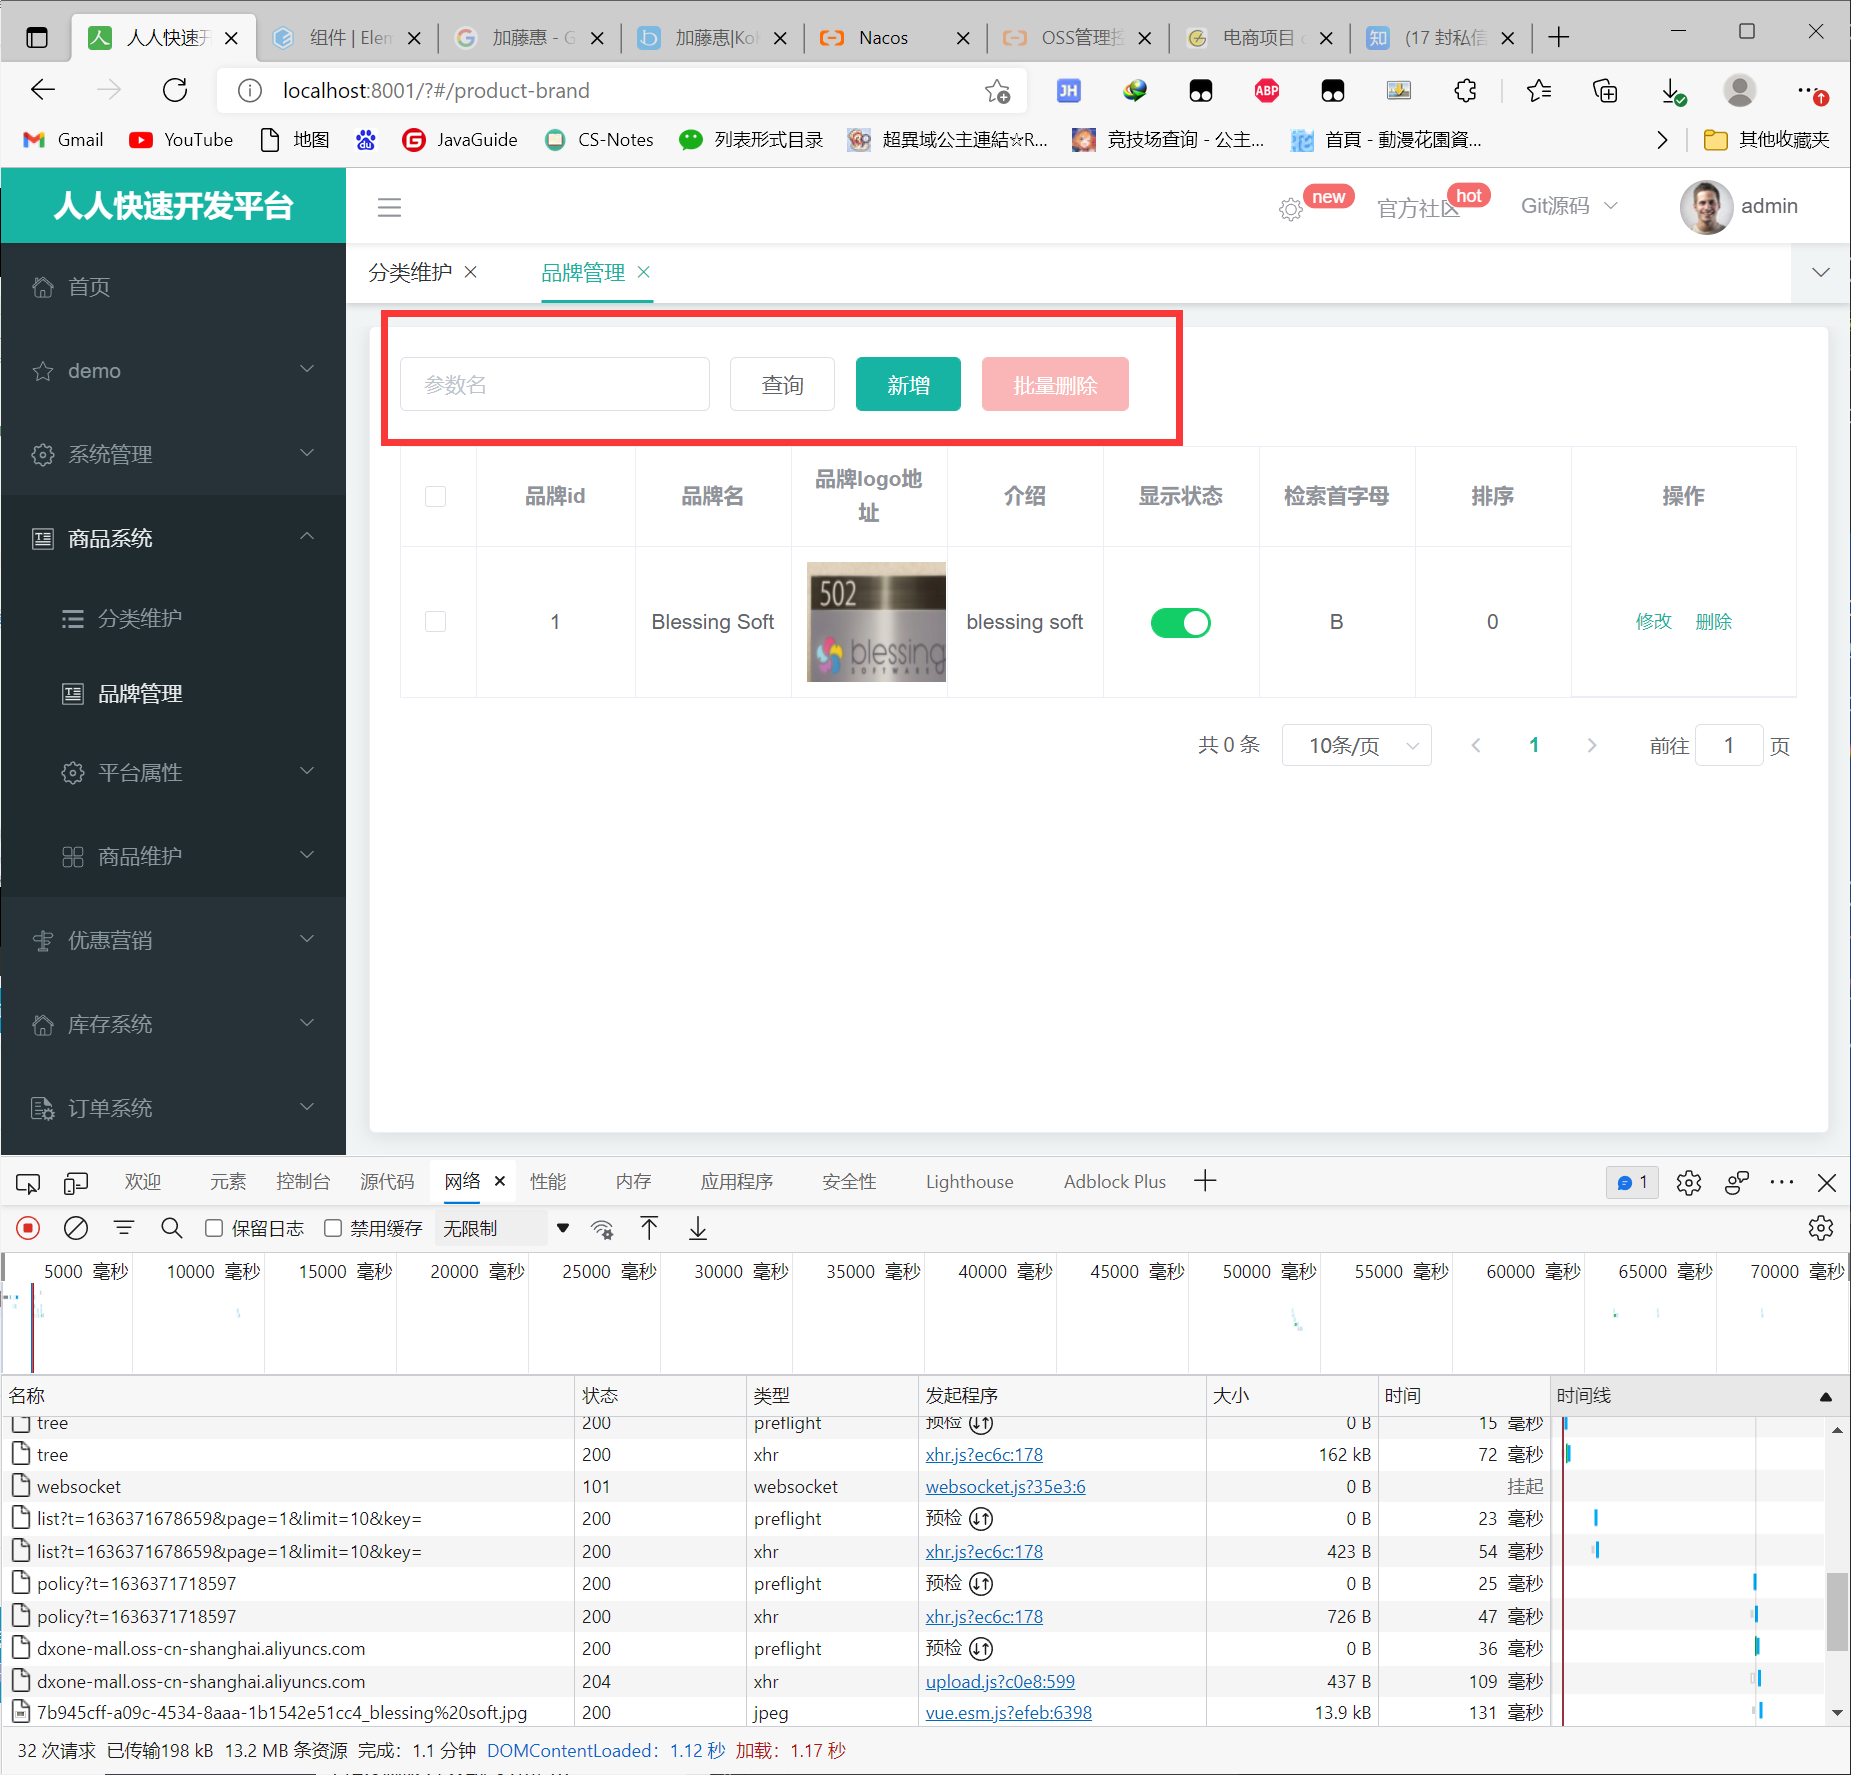 人人快速开
组件 | Elem
加藤惠 - G
加藤惠|Kol
Nacos
OSS管理控
电商项目
(17 封私信
localhost:8001/?#/product-brand
JH
ABP
Gmail
YouTube
地图
JavaGuide
CS-Notes
列表形式目录
超異域公主連結☆R...
竞技场查询 - 公主...
首頁 - 動漫花園資...
其他收藏夹
人人快速开发平台
new
官方社区
hot
Git源码
admin
首页
demo
系统管理
商品系统
分类维护
品牌管理
平台属性
商品维护
优惠营销
库存系统
订单系统
分类维护
品牌管理
参数名
查询
新增
批量删除
品牌id
品牌名
品牌logo地址
介绍
显示状态
检索首字母
排序
操作
1
Blessing Soft
502
blessing
SOFTWARE
blessing soft
B
0
修改
删除
共 0 条
10条/页
1
前往
1
页
欢迎
元素
控制台
源代码
网络
性能
内存
应用程序
安全性
Lighthouse
Adblock Plus
1
保留日志
禁用缓存
无限制
5000 毫秒
10000 毫秒
15000 毫秒
20000 毫秒
25000 毫秒
30000 毫秒
35000 毫秒
40000 毫秒
45000 毫秒
50000 毫秒
55000 毫秒
60000 毫秒
65000 毫秒
70000 毫秒
名称 状态 类型 发起程序 大小 时间 时间线
tree 200 preflight 预检 0 B 15 毫秒
tree 200 xhr xhr.js?ec6c:178 162 kB 72 毫秒
websocket 101 websocket websocket.js?35e3:6 0 B 挂起
list?t=1636371678659&page=1&limit=10&key= 200 preflight 预检 0 B 23 毫秒
list?t=1636371678659&page=1&limit=10&key= 200 xhr xhr.js?ec6c:178 423 B 54 毫秒
policy?t=1636371718597 200 preflight 预检 0 B 25 毫秒
policy?t=1636371718597 200 xhr xhr.js?ec6c:178 726 B 47 毫秒
dxone-mall.oss-cn-shanghai.aliyuncs.com 200 preflight 预检 0 B 36 毫秒
dxone-mall.oss-cn-shanghai.aliyuncs.com 204 xhr upload.js?c0e8:599 437 B 109 毫秒
7b945cff-a09c-4534-8aaa-1b1542e51cc4_blessing%20soft.jpg 200 jpeg vue.esm.js?efeb:6398 13.9 kB 131 毫秒
32 次请求 已传输198 kB 13.2 MB 条资源 完成: 1.1 分钟 DOMContentLoaded: 1.12 秒 加载: 1.17 秒